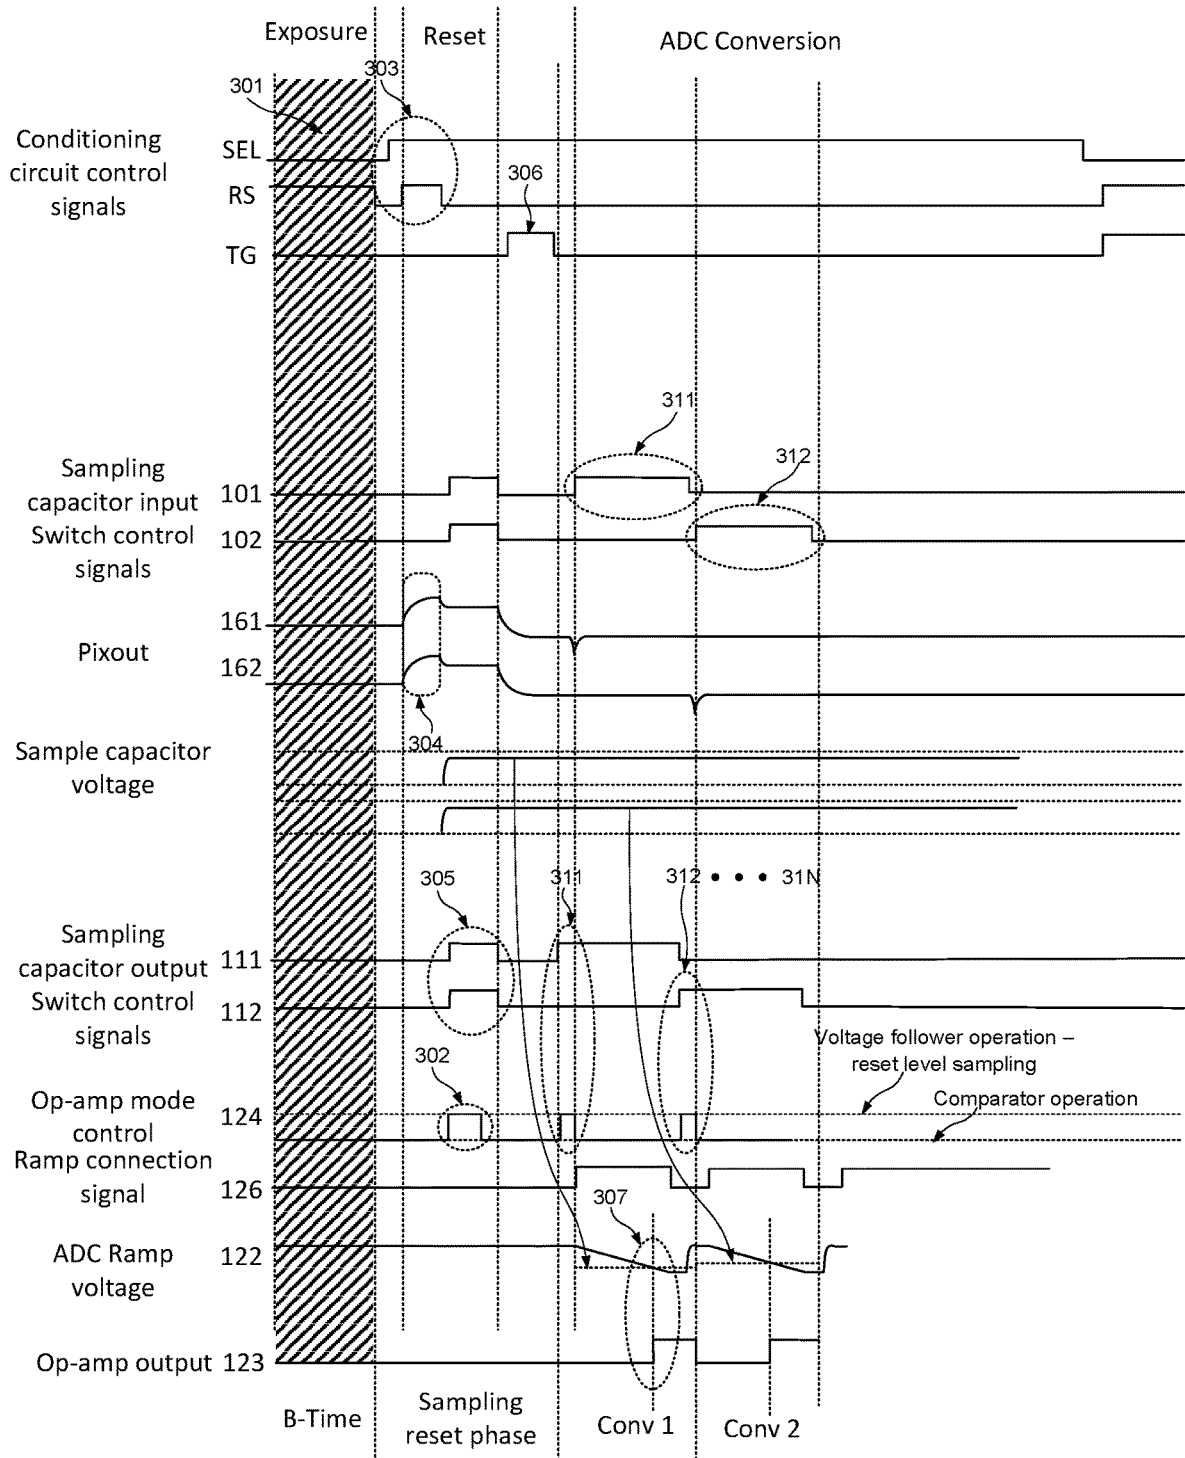 Exposure
Reset
ADC Conversion
303
301
Conditioning
circuit control
signals
SEL
RS
TG
306
311
312
Sampling
capacitor input
Switch control
signals
101
102
161
Pixout
162
304
Sample capacitor
voltage
305
311
312
31N
Sampling
capacitor output
Switch control
signals
111
112
Voltage follower operation –
reset level sampling
302
Op-amp mode
control
124
Comparator operation
Ramp connection
signal
126
307
ADC Ramp
voltage
122
Op-amp output 123
B-Time
Sampling
reset phase
Conv 1
Conv 2